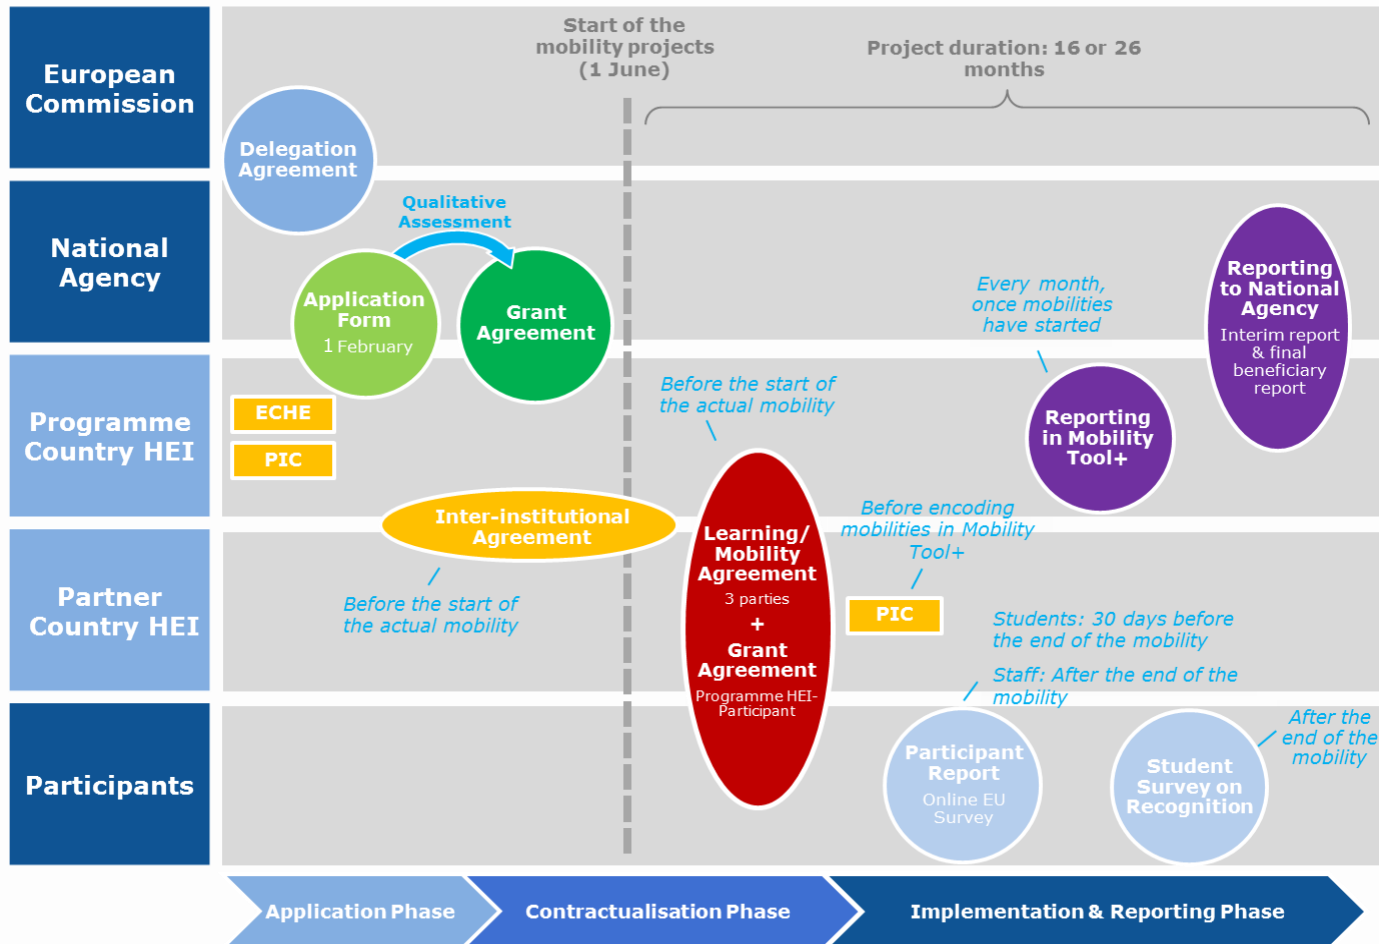 Start of the
mobility projects
(1 June)
Project duration: 16 or 26
months
European
Commission
Delegation
Agreement
National
Agency
Qualitative
Assessment
Application
Form
1 February
Grant
Agreement
Every month,
once mobilities
have started
Reporting
to National
Agency
Interim report
& final
beneficiary
report
Programme
Country HEI
ECHE
PIC
Before the start of
the actual mobility
Reporting
in Mobility
Tool+
Inter-institutional
Agreement
Before the start of
the actual mobility
Learning/
Mobility
Agreement
3 parties
+
Grant
Agreement
Programme HEI-
Participant
Before encoding
mobilities in Mobility
Tool+
PIC
Partner
Country HEI
Students: 30 days before
the end of the mobility
Staff: After the end of the
mobility
Participants
Participant
Report
Online EU
Survey
Student
Survey on
Recognition
After the
end of the
mobility
Application Phase
Contractualisation Phase
Implementation & Reporting Phase